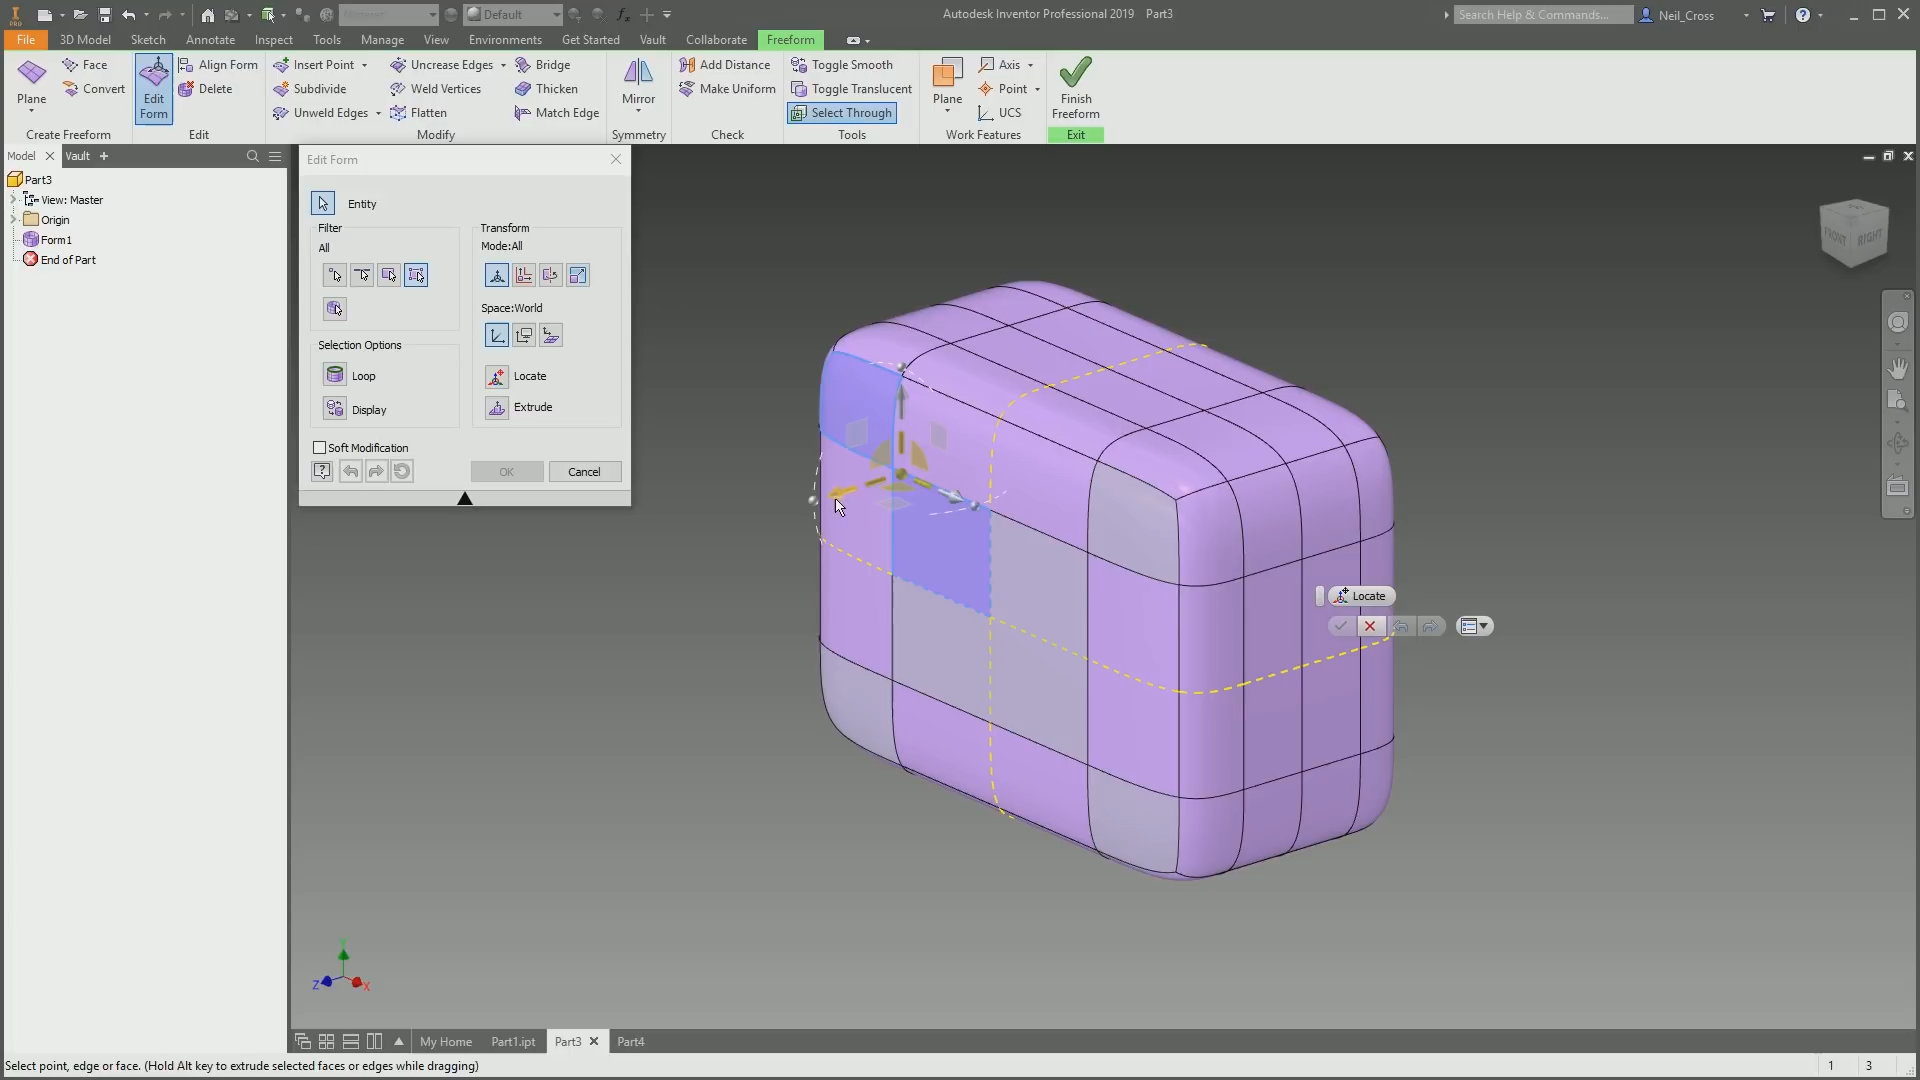 PRO
Default
fx
Autodesk Inventor Professional 2019 Part3
Search Help & Commands...
Neil_Cross
File 3D Model Sketch Annotate Inspect Tools Manage View Environments Get Started Vault Collaborate Freeform
Plane
Face
Convert
Create Freeform
Edit Form
Align Form
Delete
Edit
Insert Point
Subdivide
Unweld Edges
Uncrease Edges
Weld Vertices
Flatten
Bridge
Thicken
Match Edge
Modify
Mirror
Symmetry
Add Distance
Make Uniform
Check
Toggle Smooth
Toggle Translucent
Select Through
Tools
Plane
Axis
Point
UCS
Work Features
Finish
Freeform
Exit
Model Vault +
Part3
View: Master
Origin
Form1
End of Part
Edit Form
Entity
Filter
All
Transform
Mode:All
Space:World
Selection Options
Loop
Display
Locate
Extrude
Soft Modification
OK
Cancel
FRONT
RIGHT
Locate
Y
Z
X
My Home Part1.ipt Part3 Part4
Select point, edge or face. (Hold Alt key to extrude selected faces or edges while dragging)
1 3